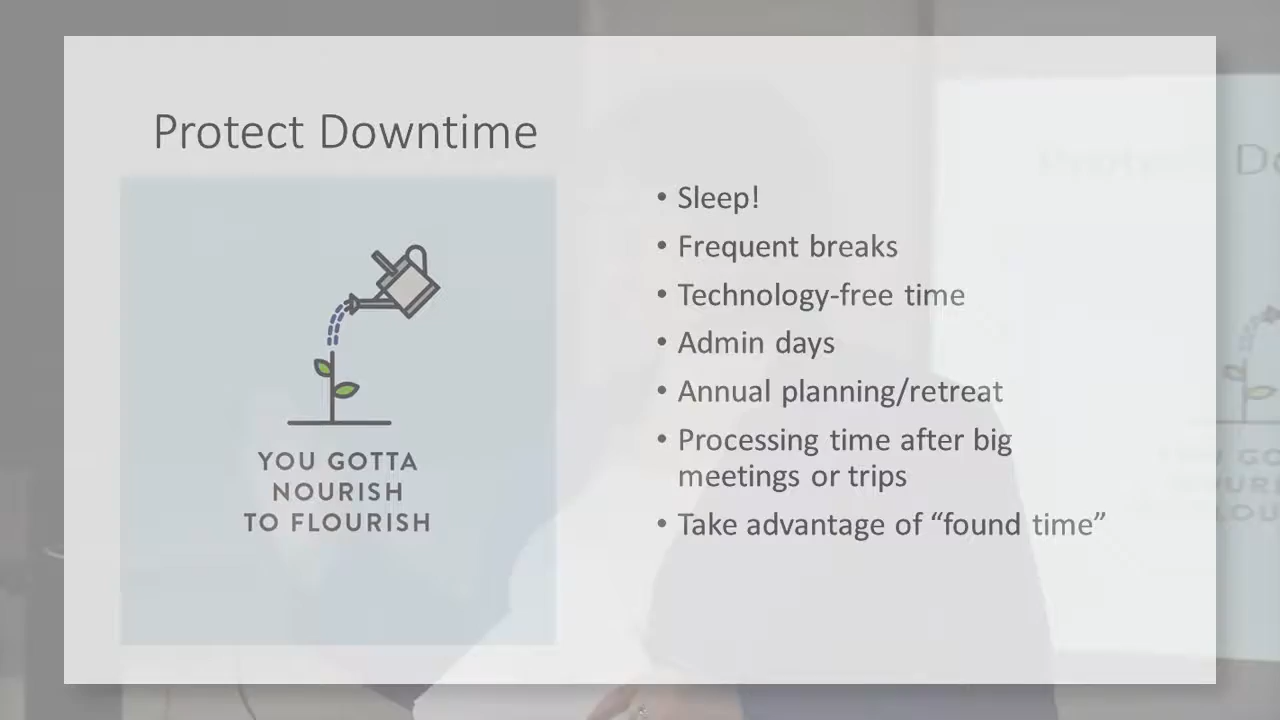 Protect Downtime
YOU GOTTA
NOURISH
TO FLOURISH
• Sleep!
• Frequent breaks
• Technology-free time
• Admin days
• Annual planning/retreat
• Processing time after big
meetings or trips
• Take advantage of “found time”